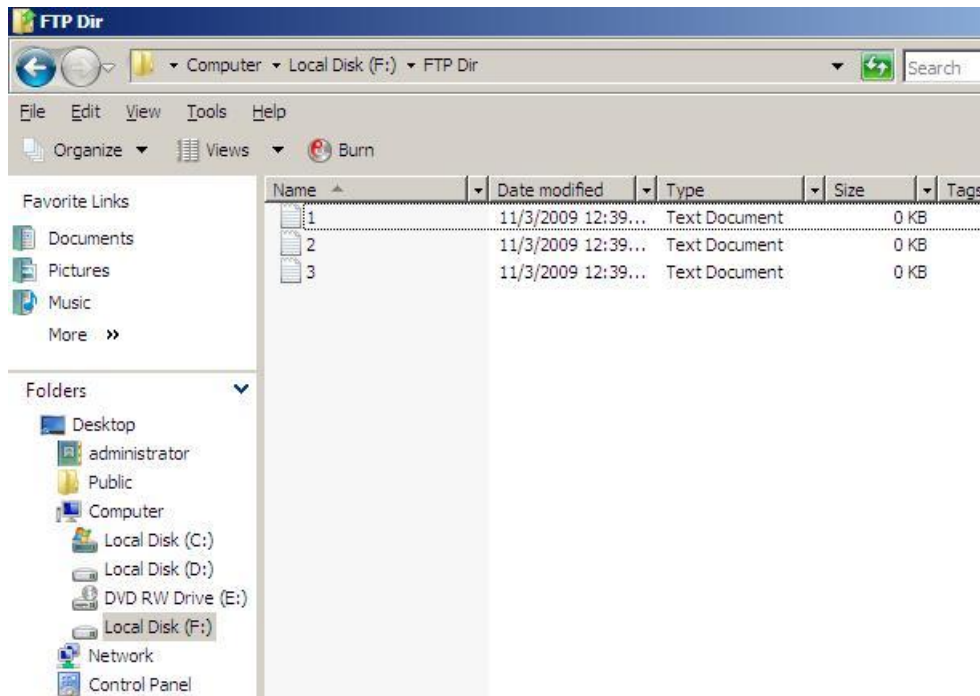 FTP Dir
Computer Local Disk (F:) FTP Dir
Search
File Edit View Tools Help
Organize Views Burn
Favorite Links
Documents
Pictures
Music
More »
Folders
Desktop
administrator
Public
Computer
Local Disk (C:)
Local Disk (D:)
DVD RW Drive (E:)
Local Disk (F:)
Network
Control Panel
Name Date modified Type Size Tags
1 11/3/2009 12:39... Text Document 0 KB
2 11/3/2009 12:39... Text Document 0 KB
3 11/3/2009 12:39... Text Document 0 KB